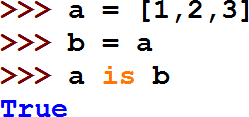 >>> a = [1,2,3]
>>> b = a
>>> a is b
True